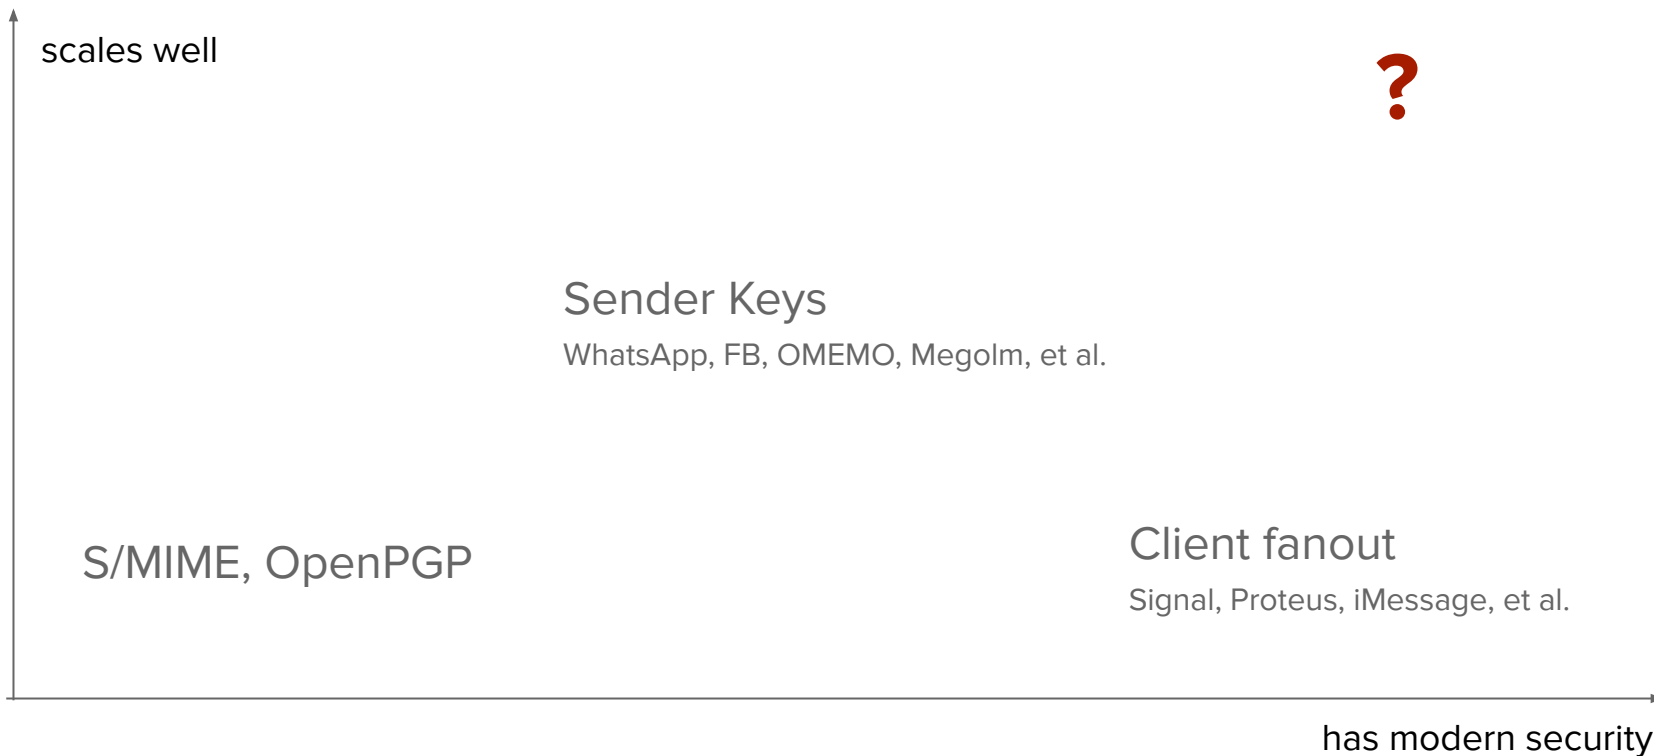 scales well
?
Sender Keys
WhatsApp, FB, OMEMO, Megolm, et al.
S/MIME, OpenPGP
Client fanout
Signal, Proteus, iMessage, et al.
has modern security